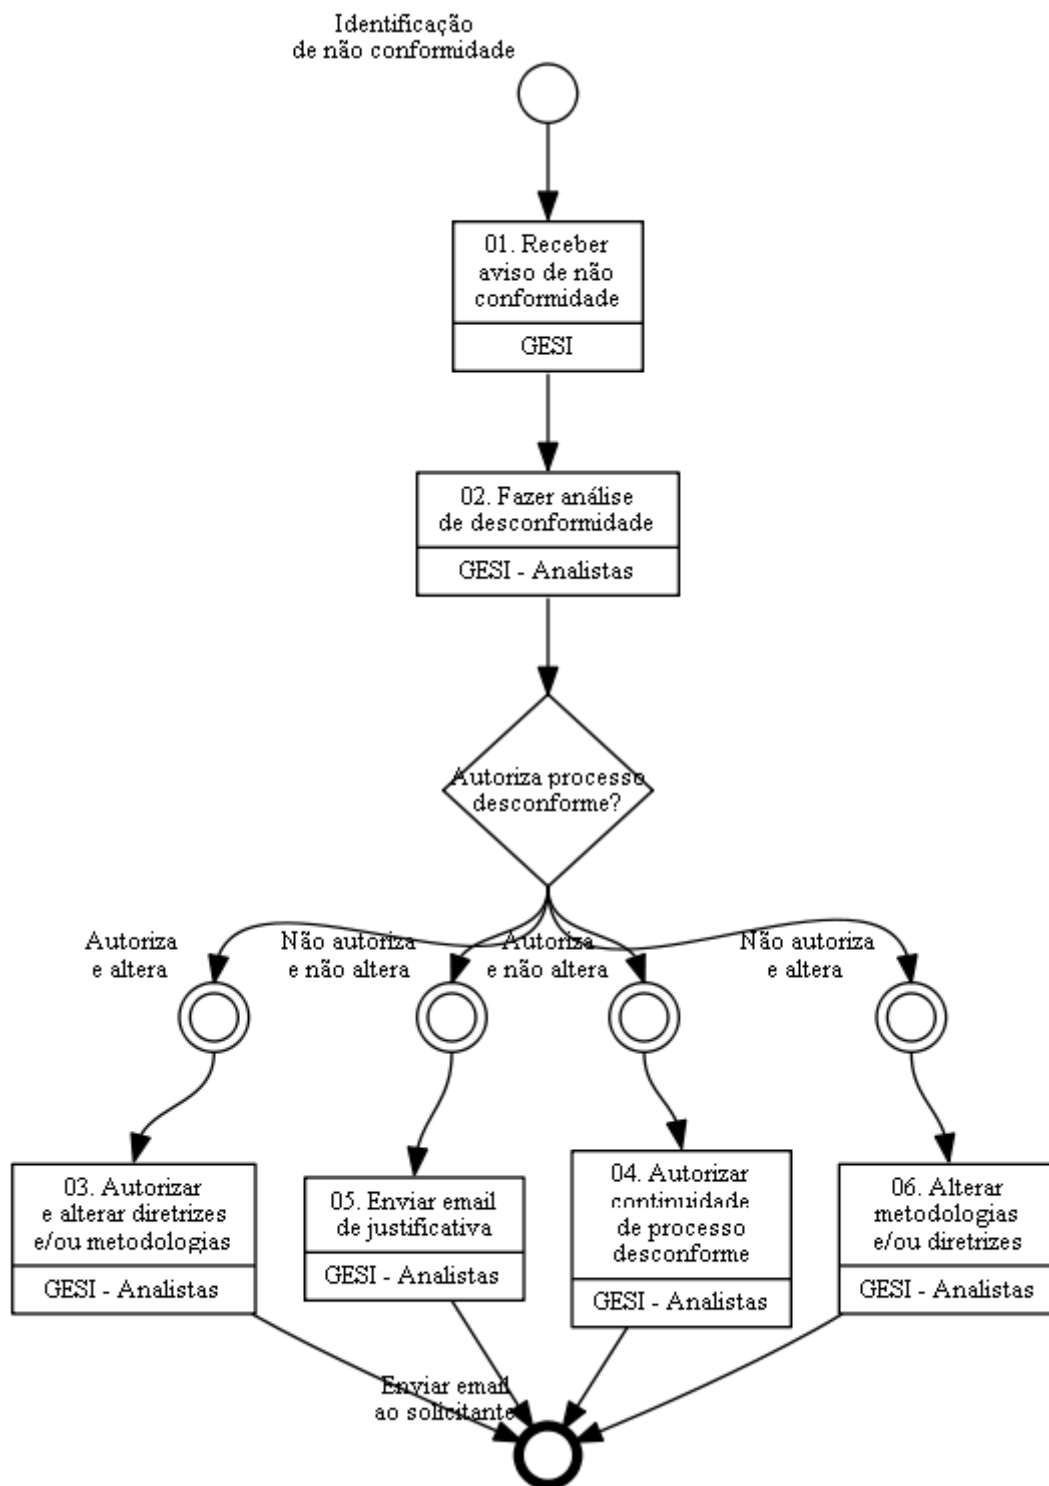 Identificação
de não conformidade
01. Receber
aviso de não
conformidade
GESI
02. Fazer análise
de desconformidade
GESI - Analistas
Autoriza processo
desconforme?
Autoriza
e altera
Não autoriza
e não altera
Autoriza
e não altera
Não autoriza
e altera
03. Autorizar
e alterar diretrizes
e/ou metodologias
GESI - Analistas
05. Enviar email
de justificativa
GESI - Analistas
04. Autorizar
continuidade
de processo
desconforme
GESI - Analistas
06. Alterar
metodologias
e/ou diretrizes
GESI - Analistas
Enviar email
ao solicitante